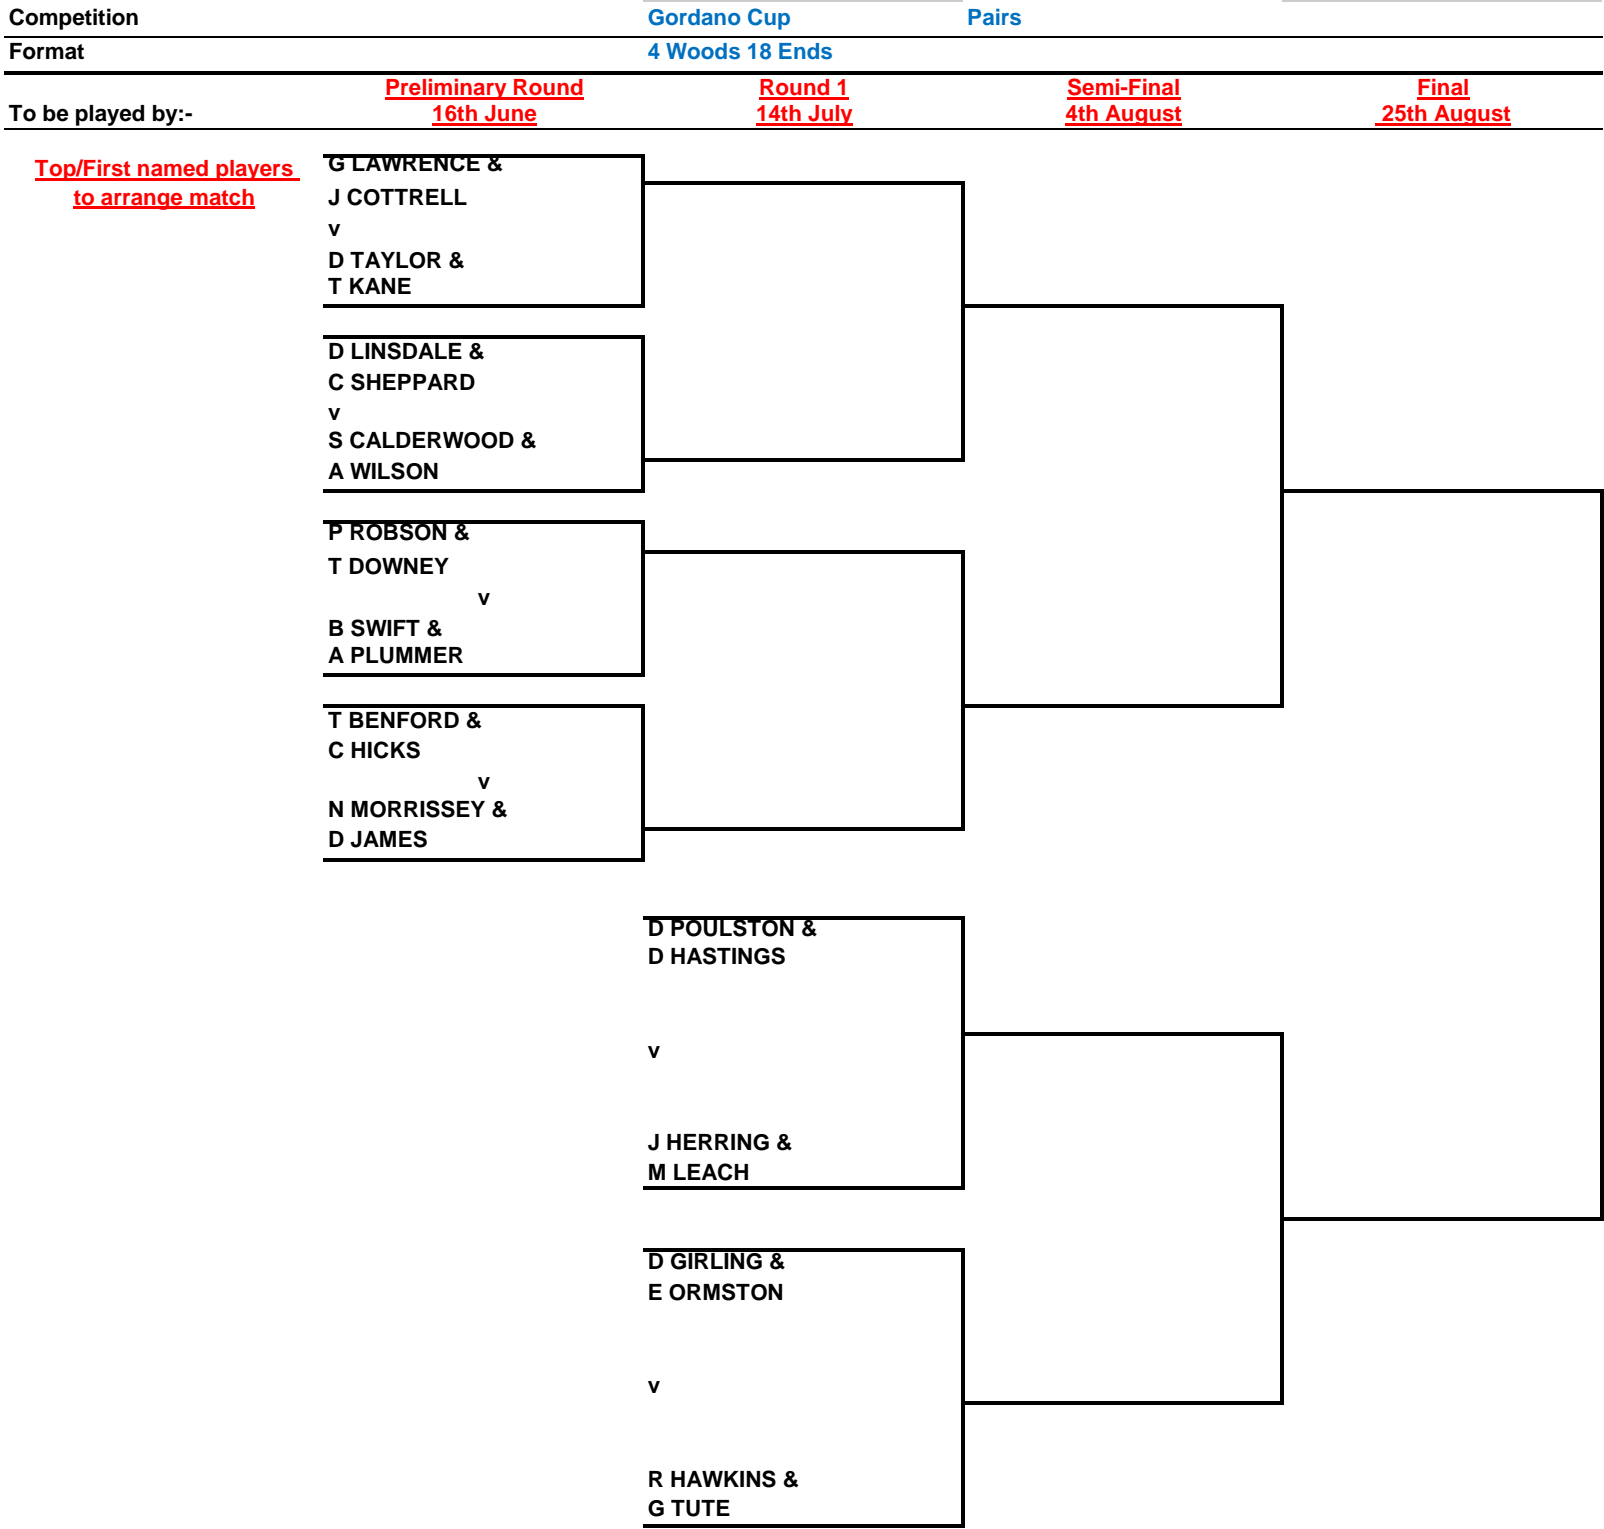 Competition Gordano Cup Pairs
Format 4 Woods 18 Ends
Preliminary Round Round 1 Semi-Final Final
To be played by:- 16th June 14th July 4th August 25th August
Top/First named players
to arrange match
G LAWRENCE &
J COTTRELL
v
D TAYLOR &
T KANE
D LINSDALE &
C SHEPPARD
v
S CALDERWOOD &
A WILSON
P ROBSON &
T DOWNEY
v
B SWIFT &
A PLUMMER
T BENFORD &
C HICKS
v
N MORRISSEY &
D JAMES
D POULSTON &
D HASTINGS
v
J HERRING &
M LEACH
D GIRLING &
E ORMSTON
v
R HAWKINS &
G TUTE